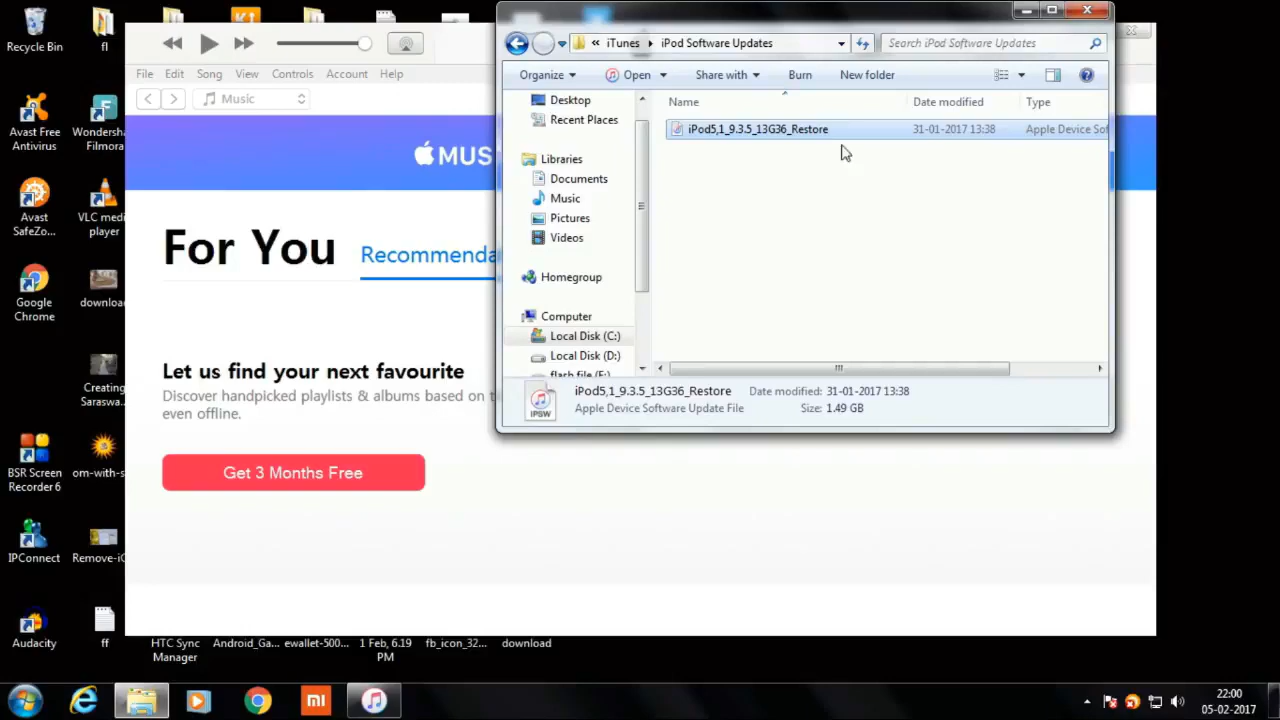 Recycle Bin
fl
Avast Free
Antivirus
Wondersha
Filmora
Avast
SafeZo...
VLC medi
player
Google
Chrome
download
Creating
Saraswa...
BSR Screen
Recorder 6
om-with-s
IPConnect
Remove-iC
Audacity
ff
HTC Sync
Manager
Android_Ga...
ewallet-500...
1 Feb, 6.19
PM
fb_icon_32...
download
File Edit Song View Controls Account Help
Music
MUS
For You
Recommenda
Let us find your next favourite
Discover handpicked playlists & albums based on t
even offline.
Get 3 Months Free
« iTunes iPod Software Updates
Search iPod Software Updates
Organize Open Share with Burn New folder
Desktop
Recent Places
Libraries
Documents
Music
Pictures
Videos
Homegroup
Computer
Local Disk (C:)
Local Disk (D:)
flash file (E:)
Name Date modified Type
iPod5,1_9.3.5_13G36_Restore 31-01-2017 13:38 Apple Device Sof
iPod5,1_9.3.5_13G36_Restore Date modified: 31-01-2017 13:38
Apple Device Software Update File Size: 1.49 GB
IPSW
mi
22:00
05-02-2017